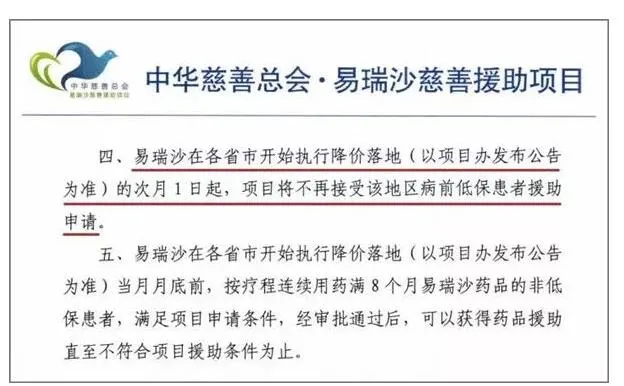 中华慈善总会
易瑞沙慈善援助项目
中华慈善总会·易瑞沙慈善援助项目
四、易瑞沙在各省市开始执行降价落地（以项目办发布公告
为准）的次月1日起，项目将不再接受该地区病前低保患者援助
申请。
五、易瑞沙在各省市开始执行降价落地（以项目办发布公告
为准）当月月底前，按疗程连续用药满8个月易瑞沙药品的非低
保患者，满足项目申请条件，经审批通过后，可以获得药品援助
直至不符合项目援助条件为止。